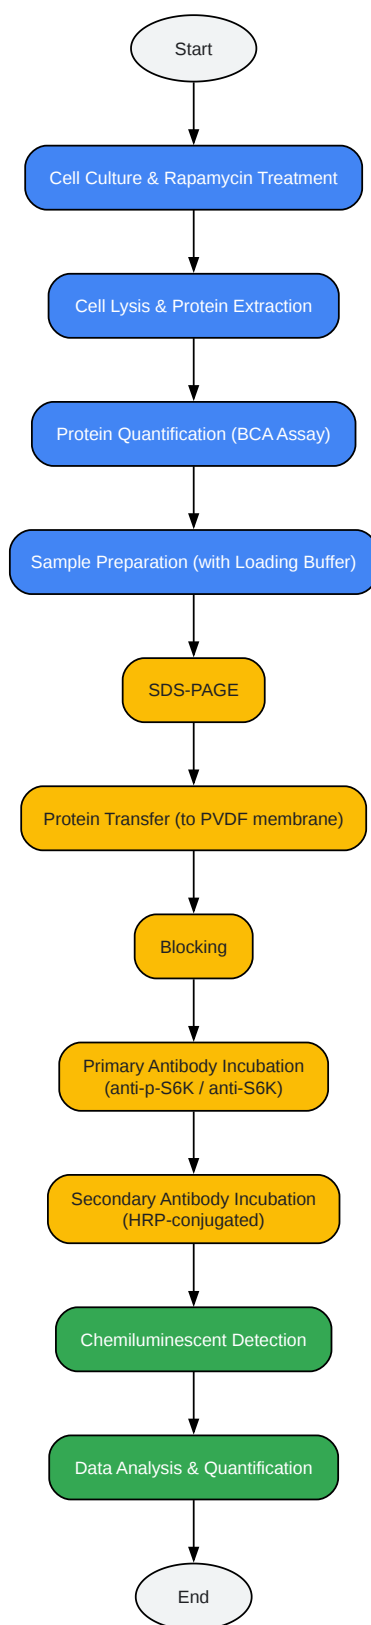 Start
Cell Culture & Rapamycin Treatment
Cell Lysis & Protein Extraction
Protein Quantification (BCA Assay)
Sample Preparation (with Loading Buffer)
SDS-PAGE
Protein Transfer (to PVDF membrane)
Blocking
Primary Antibody Incubation
(anti-p-S6K / anti-S6K)
Secondary Antibody Incubation
(HRP-conjugated)
Chemiluminescent Detection
Data Analysis & Quantification
End